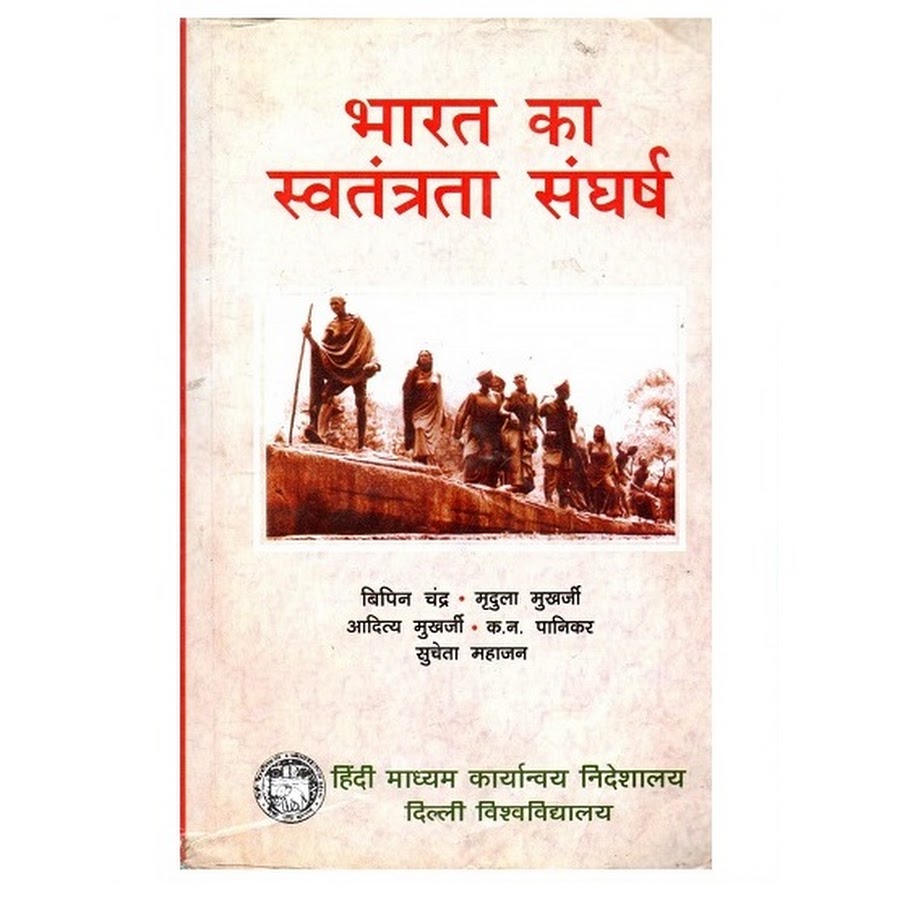 भारत का
स्वतंत्रता संघर्ष
बिपिन चंद्र • मृदुला मुखर्जी
आदित्य मुखर्जी • क.न. पानिकर
सुचेता महाजन
हिंदी माध्यम कार्यान्वय निदेशालय
दिल्ली विश्वविद्यालय